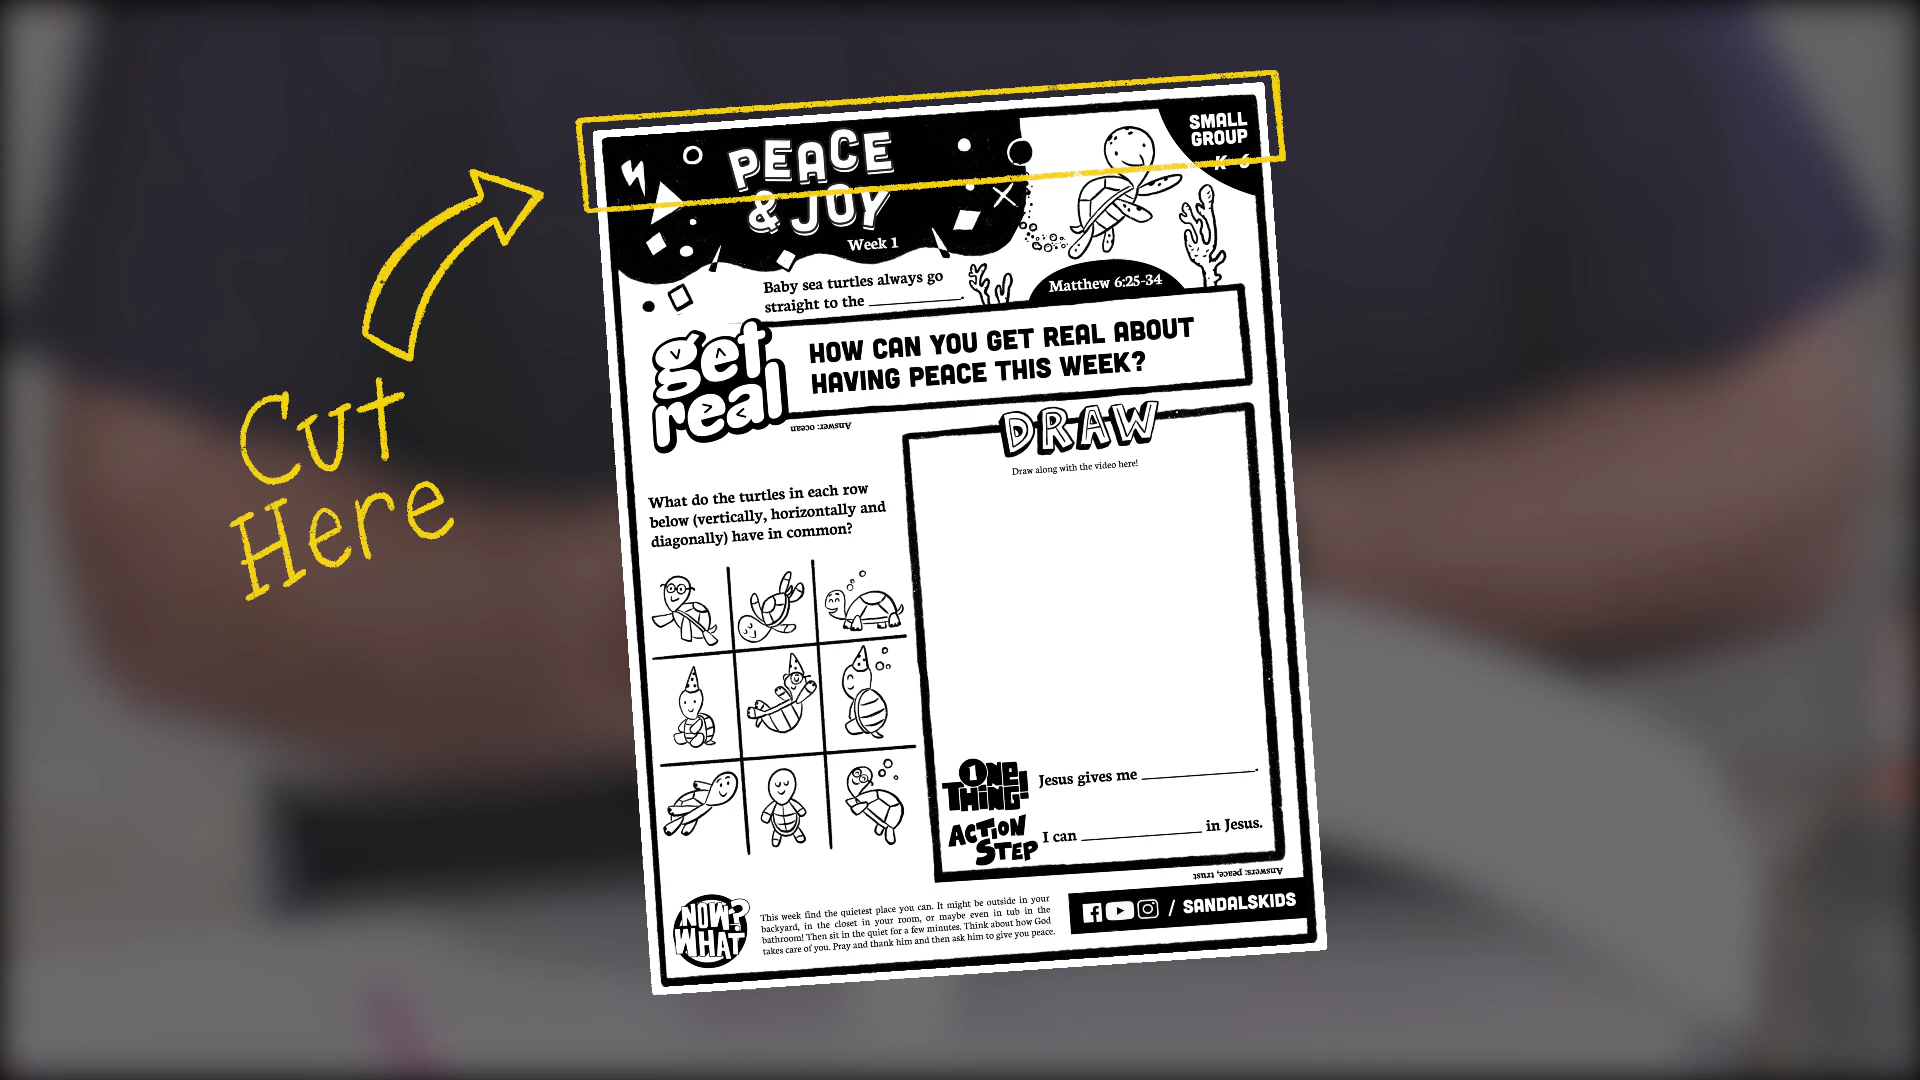 Cut
Here
PEACE
& JOY
Week 1
SMALL
GROUP
K - 6
Baby sea turtles always go
straight to the ____________.
Matthew 6:25-34
get
real
HOW CAN YOU GET REAL ABOUT
HAVING PEACE THIS WEEK?
Answer: ocean
DRAW
Draw along with the video here!
What do the turtles in each row
below (vertically, horizontally and
diagonally) have in common?
ONE
THING!
Jesus gives me _______________.
ACTION
STEP
I can _______________ in Jesus.
Answers: peace, trust
NOW?
WHAT
This week find the quietest place you can. It might be outside in your
backyard, in the closet in your room, or maybe even in tub in the
bathroom! Then sit in the quiet for a few minutes. Think about how God
takes care of you. Pray and thank him and then ask him to give you peace.
/ SANDALSKIDS